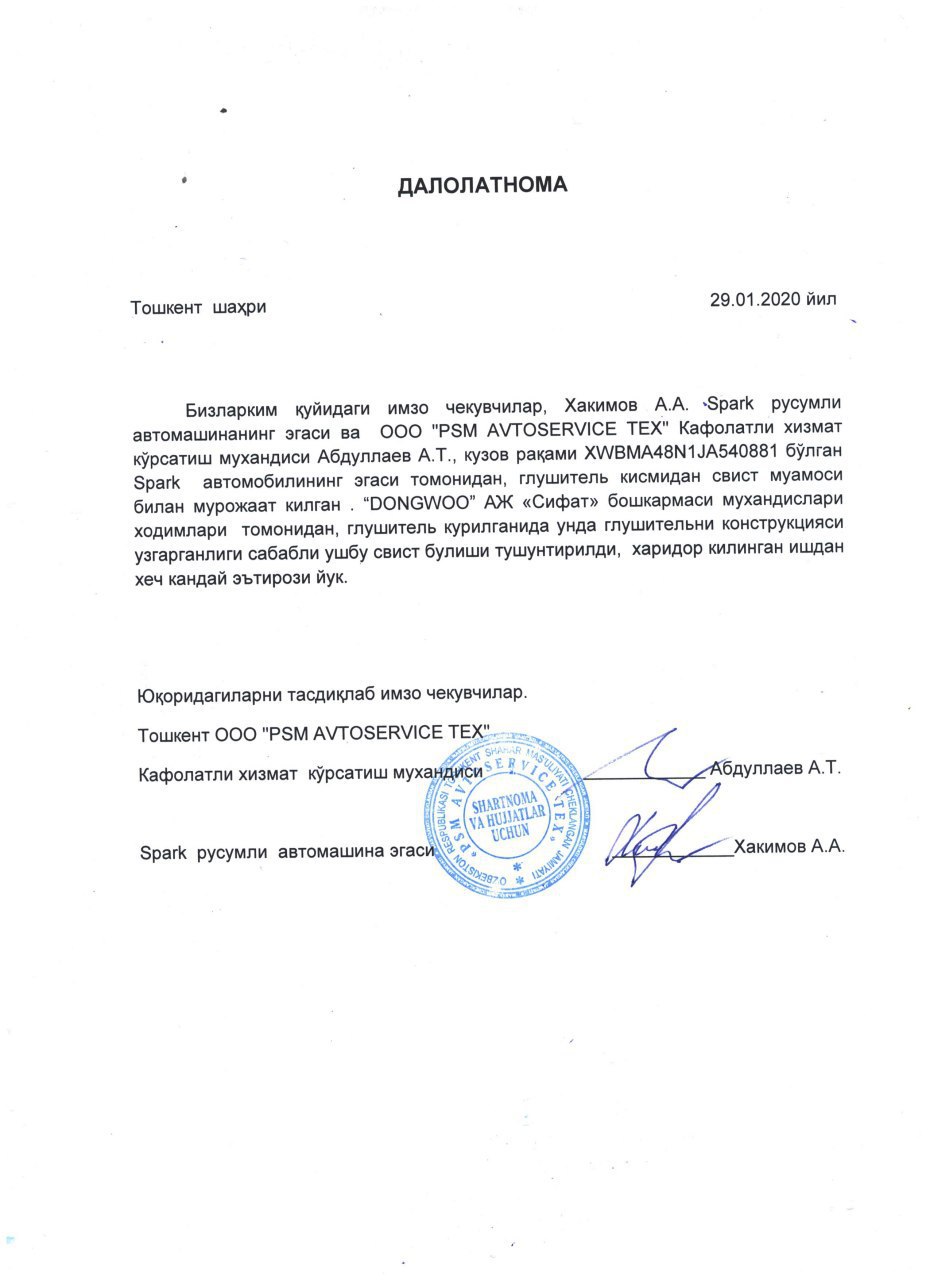 ДАЛОЛАТНОМА
Тошкент шаҳри
29.01.2020 йил
Бизларким қуйидаги имзо чекувчилар, Хакимов А.А. Spark русумли
автомашинанинг эгаси ва ООО "PSM AVTOSERVICE TEX" Кафолатли хизмат
кўрсатиш мухандиси Абдуллаев А.Т., кузов рақами XWBMA48N1JA540881 бўлган
Spark автомобилининг эгаси томонидан, глушитель кисмидан свист муамоси
билан мурожаат килган . “DONGWOO” АЖ «Сифат» бошкармаси мухандислари
ходимлари томонидан, глушитель курилганида унда глушительни конструкцияси
узгарганлиги сабабли ушбу свист булиши тушунтирилди, харидор килинган ишдан
хеч кандай эътирози йук.
Юқоридагиларни тасдиқлаб имзо чекувчилар.
Тошкент ООО "PSM AVTOSERVICE TEX"
Кафолатли хизмат кўрсатиш мухандиси
Абдуллаев А.Т.
Spark русумли автомашина эгаси
Хакимов А.А.
O'ZBEKISTON RESPUBLIKASI TOSHKENT SHAHAR MAS'ULIYATI CHEKLANGAN JAMIYATI
"PSM AVTOSERVICE TEX"
SHARTNOMA
VA HUJJATLAR
UCHUN